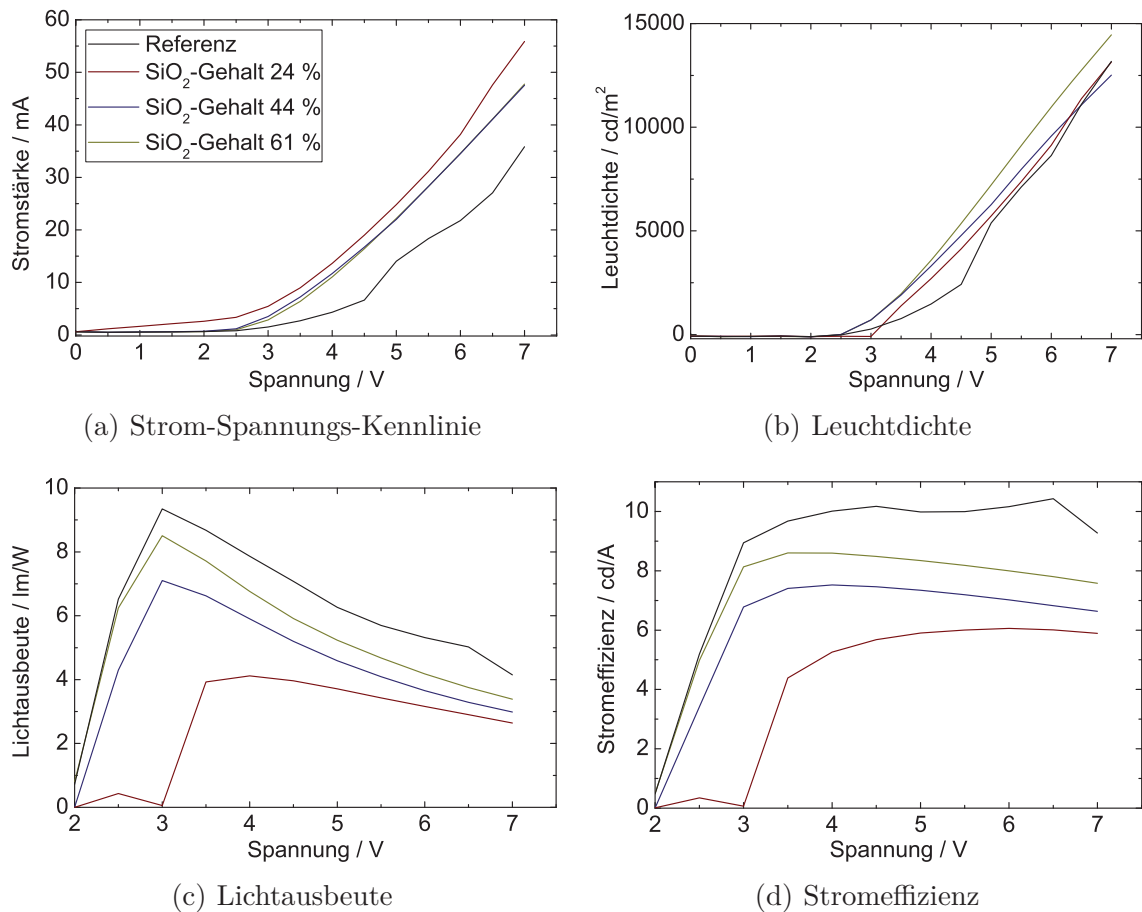 60
50
40
30
20
10
0
Stromstärke / mA
Referenz
SiO₂-Gehalt 24 %
SiO₂-Gehalt 44 %
SiO₂-Gehalt 61 %
0 1 2 3 4 5 6 7
Spannung / V
(a) Strom-Spannungs-Kennlinie
15000
10000
5000
0
Leuchtdichte / cd/m²
0 1 2 3 4 5 6 7
Spannung / V
(b) Leuchtdichte
10
8
6
4
2
0
Lichtausbeute / lm/W
2 3 4 5 6 7
Spannung / V
(c) Lichtausbeute
10
8
6
4
2
0
Stromeffizienz / cd/A
2 3 4 5 6 7
Spannung / V
(d) Stromeffizienz